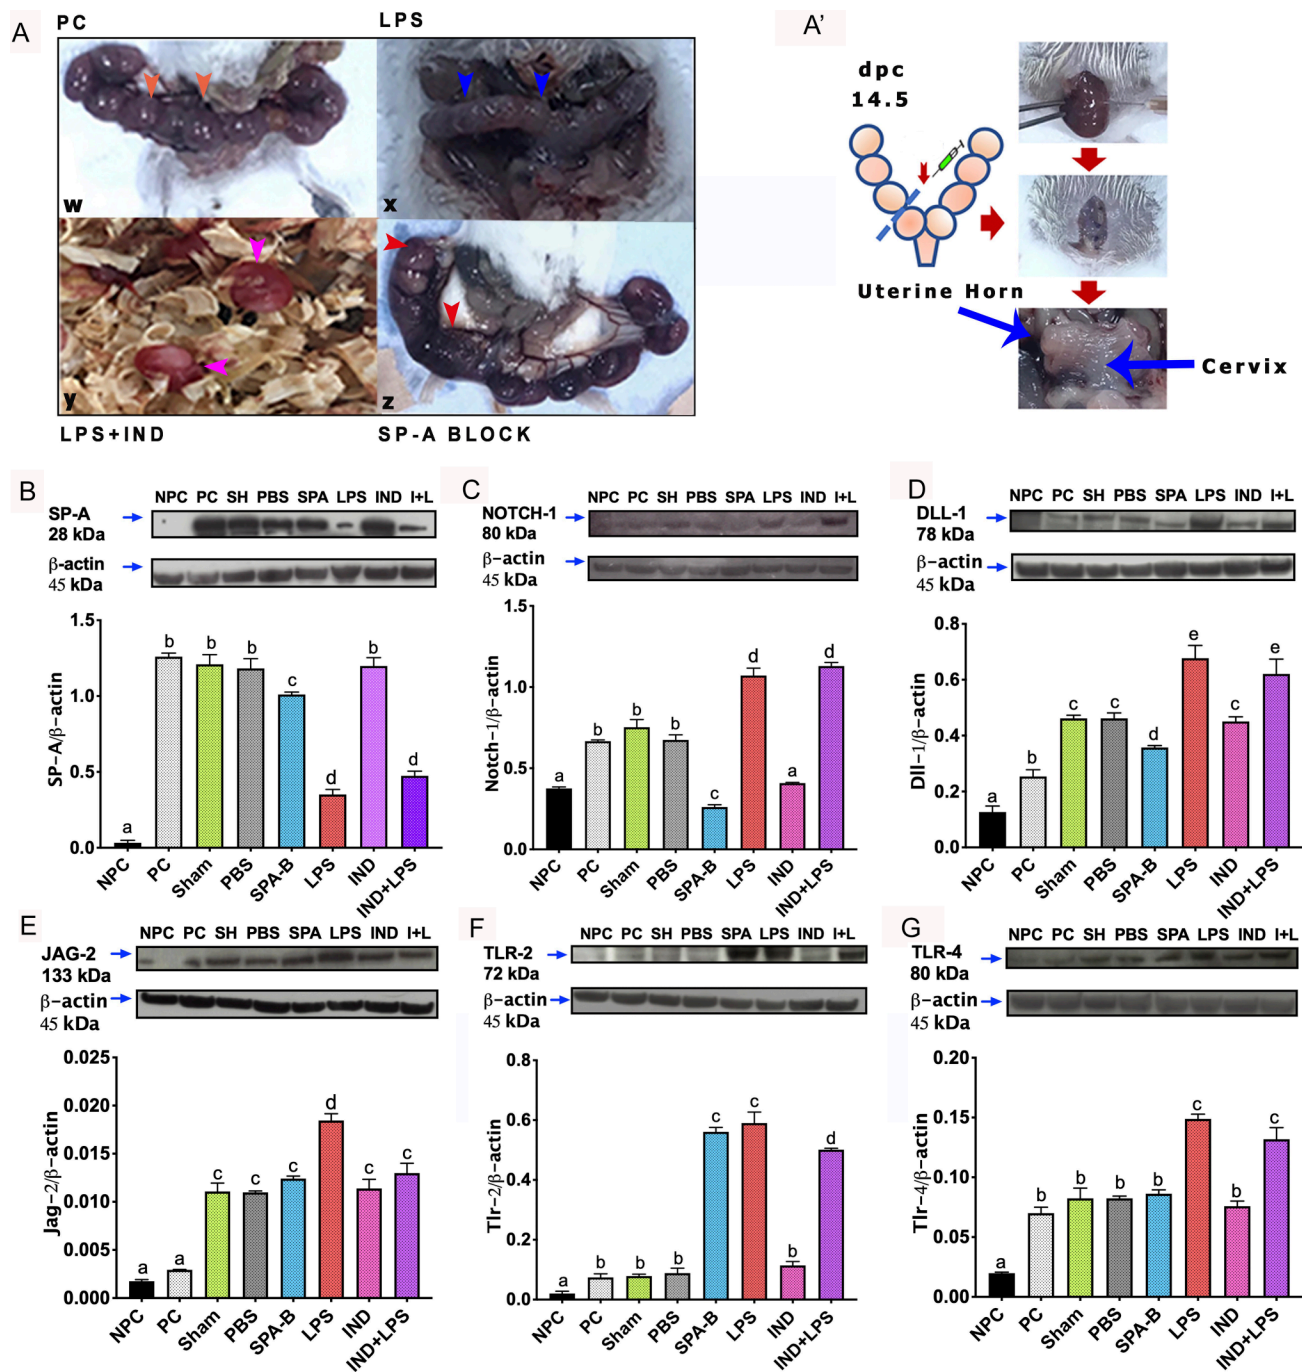 A
PC
LPS
w
x
y
z
LPS+IND
SP-A BLOCK
A'
dpc
14.5
Uterine Horn
Cervix
B
NPC PC SH PBS SPA LPS IND I+L
SP-A
28 kDa
β-actin
45 kDa
SP-A/β-actin
1.5
1.0
0.5
0.0
a
b
b
b
c
d
b
d
NPC
PC
Sham
PBS
SPA-B
LPS
IND
IND+LPS
C
NPC PC SH PBS SPA LPS IND I+L
NOTCH-1
80 kDa
β-actin
45 kDa
Notch-1/β-actin
1.5
1.0
0.5
0.0
a
b
b
b
c
d
a
d
NPC
PC
Sham
PBS
SPA-B
LPS
IND
IND+LPS
D
NPC PC SH PBS SPA LPS IND I+L
DLL-1
78 kDa
β-actin
45 kDa
Dll-1/β-actin
0.8
0.6
0.4
0.2
0.0
a
b
c
c
d
e
c
e
NPC
PC
Sham
PBS
SPA-B
LPS
IND
IND+LPS
E
NPC PC SH PBS SPA LPS IND I+L
JAG-2
133 kDa
β-actin
45 kDa
Jag-2/β-actin
0.025
0.020
0.015
0.010
0.005
0.000
a
a
c
c
c
d
c
c
NPC
PC
Sham
PBS
SPA-B
LPS
IND
IND+LPS
F
NPC PC SH PBS SPA LPS IND I+L
TLR-2
72 kDa
β-actin
45 kDa
Tlr-2/β-actin
0.8
0.6
0.4
0.2
0.0
a
b
b
b
c
c
b
d
NPC
PC
Sham
PBS
SPA-B
LPS
IND
IND+LPS
G
NPC PC SH PBS SPA LPS IND I+L
TLR-4
80 kDa
β-actin
45 kDa
Tlr-4/β-actin
0.20
0.15
0.10
0.05
0.00
a
b
b
b
b
c
b
c
NPC
PC
Sham
PBS
SPA-B
LPS
IND
IND+LPS